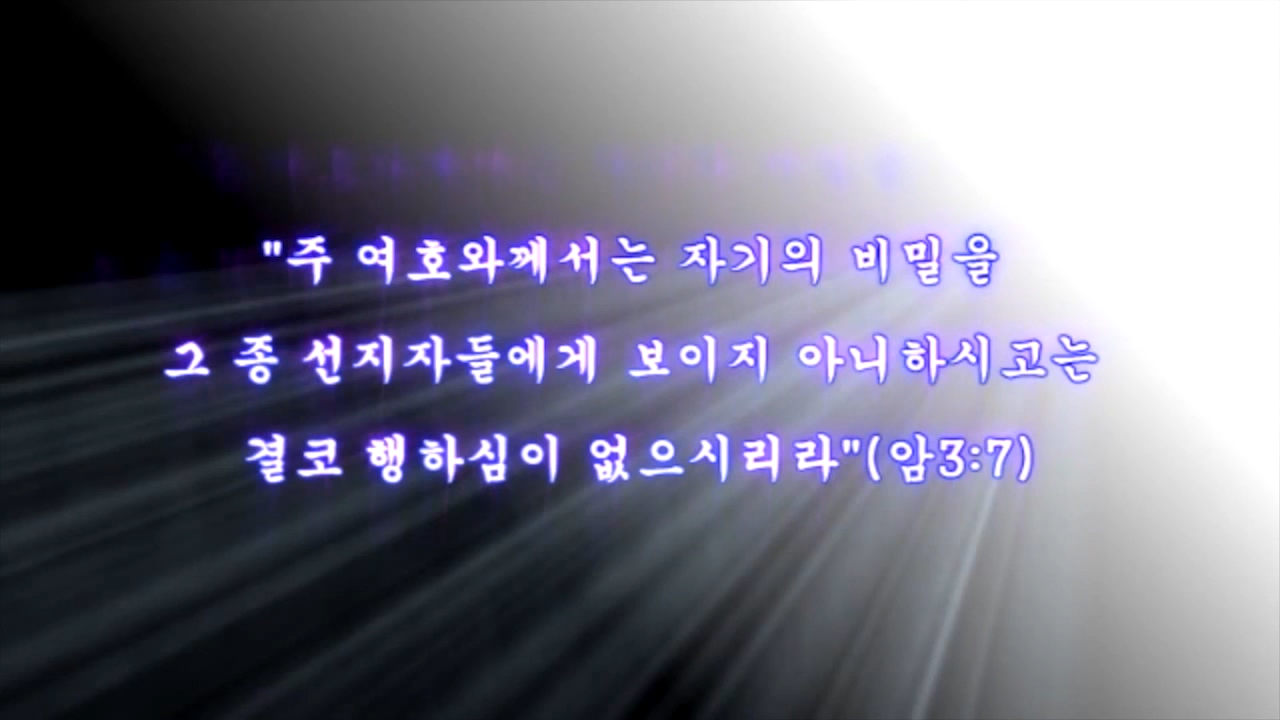 "주 여호와께서는 자기의 비밀을
그 종 선지자들에게 보이지 아니하시고는
결코 행하심이 없으시리라"(암3:7)